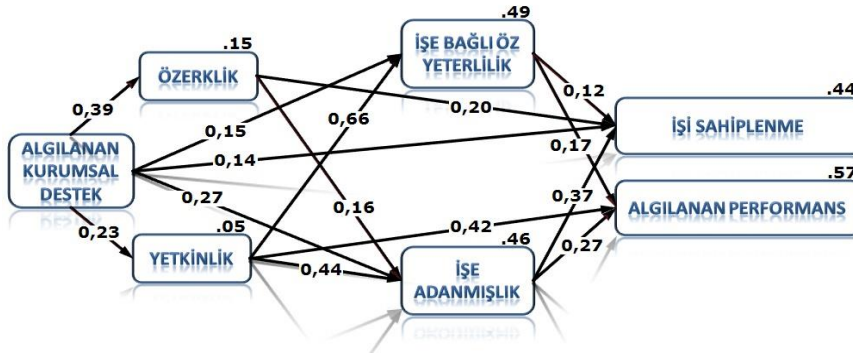 .49
.15
İŞE BAĞLI ÖZ
YETERLİLİK
ÖZERKLİK
0,12
.44
0,39
0,20
0,15
0,66
İŞİ SAHİPLENME
ALGILANAN
KURUMSAL
DESTEK
0,14
0,17
.57
0,27
0,37
0,16
ALGILANAN PERFORMANS
0,23
.05
0,42
.46
0,27
YETKİNLİK
0,44
İŞE
ADANMIŞLIK